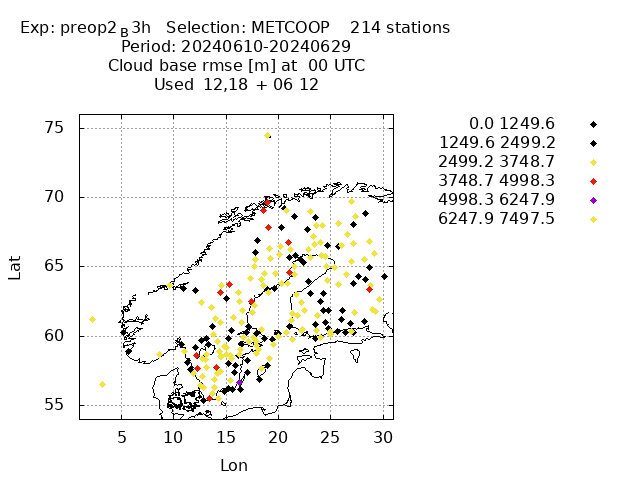 Exp: preop2_B 3h   Selection: METCOOP    214 stations
Period: 20240610-20240629
Cloud base rmse [m] at  00 UTC
Used  12,18 + 06 12
0.0 1249.6
1249.6 2499.2
2499.2 3748.7
3748.7 4998.3
4998.3 6247.9
6247.9 7497.5
75
70
65
60
55
Lat
5 10 15 20 25 30
Lon